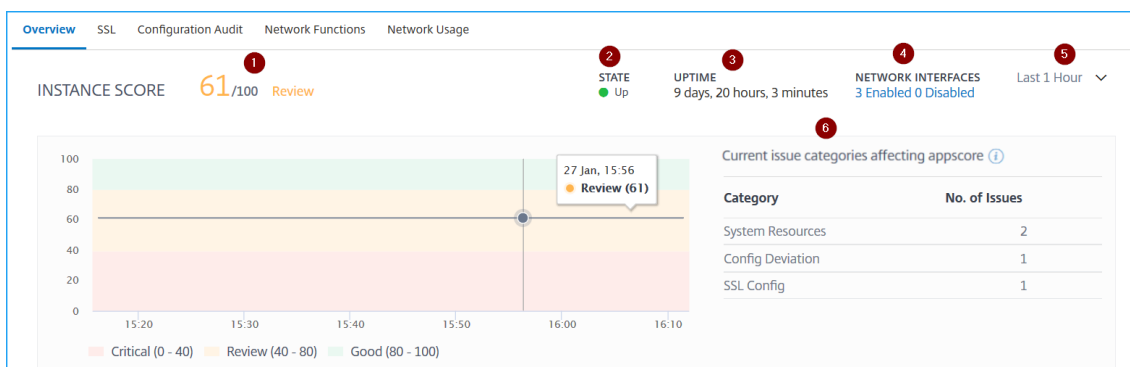 Overview SSL Configuration Audit Network Functions Network Usage
1 2 3 4 5
INSTANCE SCORE 61/100 Review
STATE
Up
UPTIME
9 days, 20 hours, 3 minutes
NETWORK INTERFACES
3 Enabled 0 Disabled
Last 1 Hour
6
100
80
60
40
20
0
27 Jan, 15:56
Review (61)
15:20 15:30 15:40 15:50 16:00 16:10
Critical (0 - 40) Review (40 - 80) Good (80 - 100)
Current issue categories affecting appscore i
Category No. of Issues
System Resources 2
Config Deviation 1
SSL Config 1